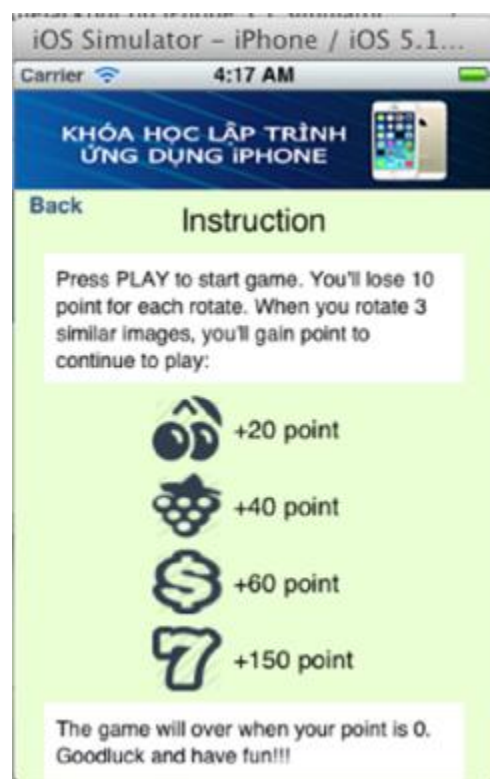 iOS Simulator – iPhone / iOS 5.1...
Carrier 4:17 AM
KHÓA HỌC LẬP TRÌNH
ỨNG DỤNG iPHONE
Back
Instruction
Press PLAY to start game. You'll lose 10
point for each rotate. When you rotate 3
similar images, you'll gain point to
continue to play:
+20 point
+40 point
$ +60 point
7 +150 point
The game will over when your point is 0.
Goodluck and have fun!!!